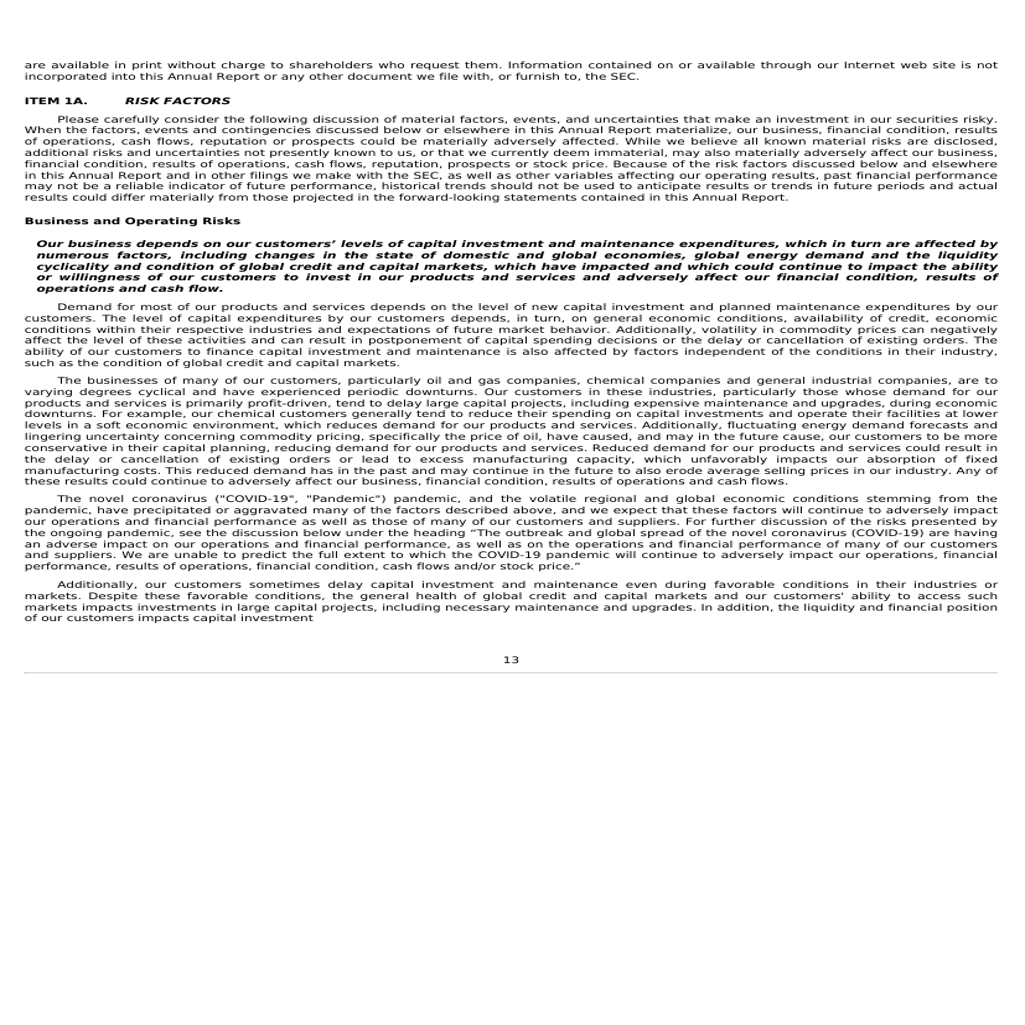 are available in print without charge to shareholders who request them. Information contained on or available through our Internet web site is not
incorporated into this Annual Report or any other document we file with, or furnish to, the SEC.
ITEM 1A. RISK FACTORS
Please carefully consider the following discussion of material factors, events, and uncertainties that make an investment in our securities risky.
When the factors, events and contingencies discussed below or elsewhere in this Annual Report materialize, our business, financial condition, results
of operations, cash flows, reputation or prospects could be materially adversely affected. While we believe all known material risks are disclosed,
additional risks and uncertainties not presently known to us, or that we currently deem immaterial, may also materially adversely affect our business,
financial condition, results of operations, cash flows, reputation, prospects or stock price. Because of the risk factors discussed below and elsewhere
in this Annual Report and in other filings we make with the SEC, as well as other variables affecting our operating results, past financial performance
may not be a reliable indicator of future performance, historical trends should not be used to anticipate results or trends in future periods and actual
results could differ materially from those projected in the forward-looking statements contained in this Annual Report.
Business and Operating Risks
Our business depends on our customers’ levels of capital investment and maintenance expenditures, which in turn are affected by
numerous factors, including changes in the state of domestic and global economies, global energy demand and the liquidity
cyclicality and condition of global credit and capital markets, which have impacted and which could continue to impact the ability
or willingness of our customers to invest in our products and services and adversely affect our financial condition, results of
operations and cash flow.
Demand for most of our products and services depends on the level of new capital investment and planned maintenance expenditures by our
customers. The level of capital expenditures by our customers depends, in turn, on general economic conditions, availability of credit, economic
conditions within their respective industries and expectations of future market behavior. Additionally, volatility in commodity prices can negatively
affect the level of these activities and can result in postponement of capital spending decisions or the delay or cancellation of existing orders. The
ability of our customers to finance capital investment and maintenance is also affected by factors independent of the conditions in their industry,
such as the condition of global credit and capital markets.
The businesses of many of our customers, particularly oil and gas companies, chemical companies and general industrial companies, are to
varying degrees cyclical and have experienced periodic downturns. Our customers in these industries, particularly those whose demand for our
products and services is primarily profit-driven, tend to delay large capital projects, including expensive maintenance and upgrades, during economic
downturns. For example, our chemical customers generally tend to reduce their spending on capital investments and operate their facilities at lower
levels in a soft economic environment, which reduces demand for our products and services. Additionally, fluctuating energy demand forecasts and
lingering uncertainty concerning commodity pricing, specifically the price of oil, have caused, and may in the future cause, our customers to be more
conservative in their capital planning, reducing demand for our products and services. Reduced demand for our products and services could result in
the delay or cancellation of existing orders or lead to excess manufacturing capacity, which unfavorably impacts our absorption of fixed
manufacturing costs. This reduced demand has in the past and may continue in the future to also erode average selling prices in our industry. Any of
these results could continue to adversely affect our business, financial condition, results of operations and cash flows.
The novel coronavirus ("COVID-19", "Pandemic") pandemic, and the volatile regional and global economic conditions stemming from the
pandemic, have precipitated or aggravated many of the factors described above, and we expect that these factors will continue to adversely impact
our operations and financial performance as well as those of many of our customers and suppliers. For further discussion of the risks presented by
the ongoing pandemic, see the discussion below under the heading “The outbreak and global spread of the novel coronavirus (COVID-19) are having
an adverse impact on our operations and financial performance, as well as on the operations and financial performance of many of our customers
and suppliers. We are unable to predict the full extent to which the COVID-19 pandemic will continue to adversely impact our operations, financial
performance, results of operations, financial condition, cash flows and/or stock price.”
Additionally, our customers sometimes delay capital investment and maintenance even during favorable conditions in their industries or
markets. Despite these favorable conditions, the general health of global credit and capital markets and our customers' ability to access such
markets impacts investments in large capital projects, including necessary maintenance and upgrades. In addition, the liquidity and financial position
of our customers impacts capital investment
13